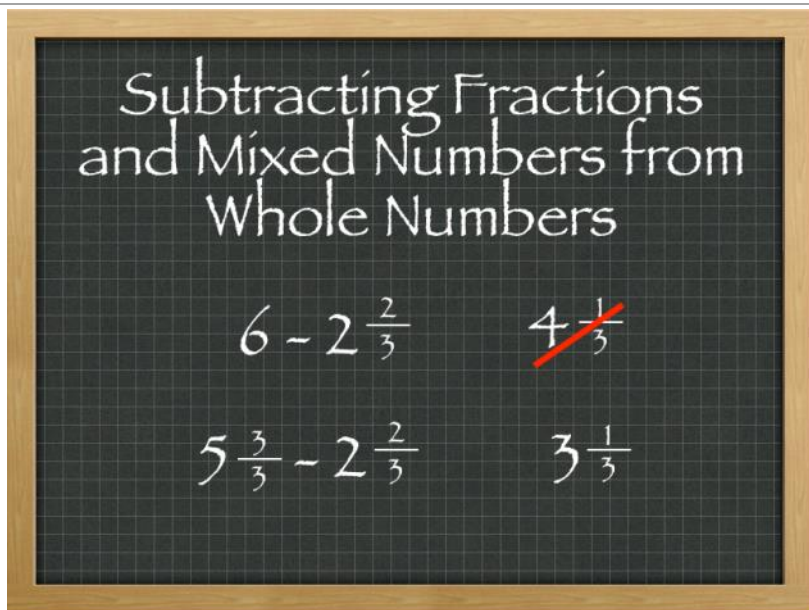 Subtracting Fractions
and Mixed Numbers from
Whole Numbers
6 - 2 2/3 4 1/3
5 3/3 - 2 2/3 3 1/3